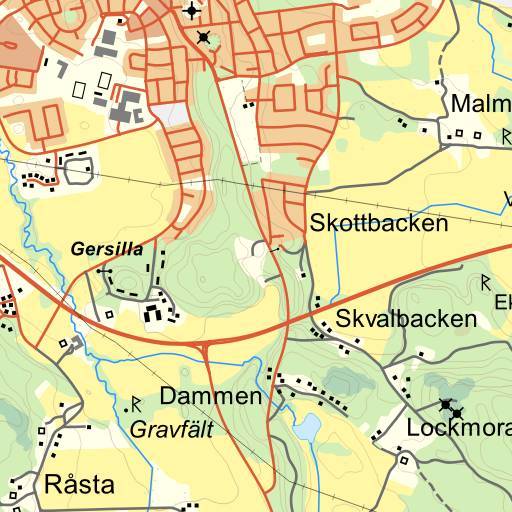 Malm
Skottbacken
Gersilla
Ek
Skvalbacken
Dammen
Gravfält
Lockmora
Råsta